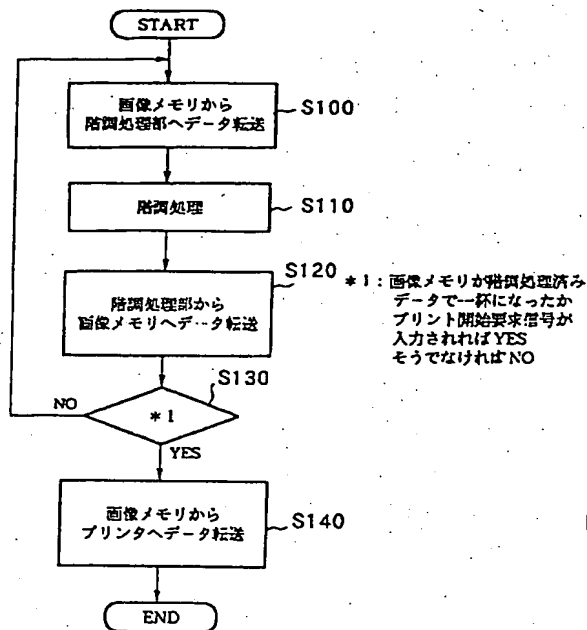 START
画像メモリから
階調処理部へデータ転送
S100
階調処理
S110
S120
階調処理部から
画像メモリへデータ転送
*1：画像メモリが階調処理済み
データで一杯になったか
プリント開始要求信号が
入力されればYES
そうでなければNO
S130
NO
*1
YES
画像メモリから
プリンタへデータ転送
S140
END